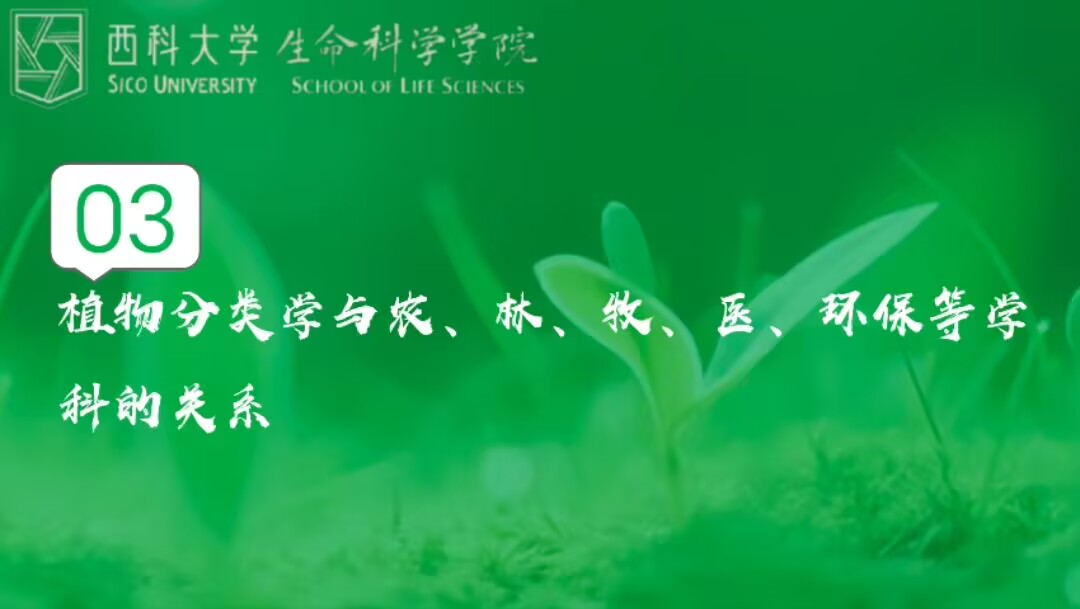 西科大学 生命科学学院
SICO UNIVERSITY SCHOOL OF LIFE SCIENCES
03
植物分类学与农、林、牧、医、环保等学
科的关系